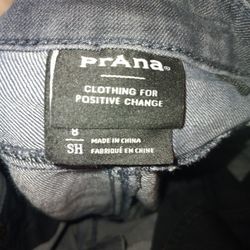 prAna®
CLOTHING FOR
POSITIVE CHANGE
8
SH
MADE IN CHINA
FABRIQUÉ EN CHINE